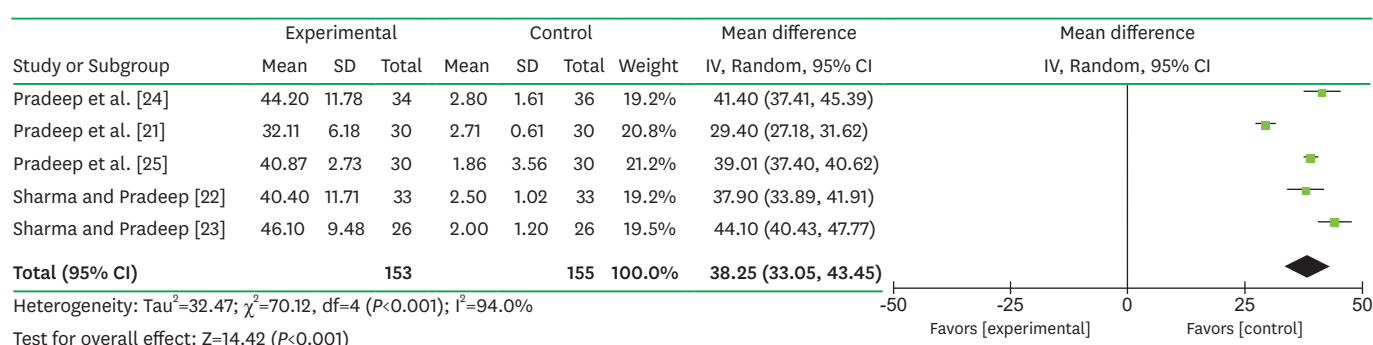 Experimental Control Mean difference Mean difference
Study or Subgroup Mean SD Total Mean SD Total Weight IV, Random, 95% CI IV, Random, 95% CI
Pradeep et al. [24] 44.20 11.78 34 2.80 1.61 36 19.2% 41.40 (37.41, 45.39)
Pradeep et al. [21] 32.11 6.18 30 2.71 0.61 30 20.8% 29.40 (27.18, 31.62)
Pradeep et al. [25] 40.87 2.73 30 1.86 3.56 30 21.2% 39.01 (37.40, 40.62)
Sharma and Pradeep [22] 40.40 11.71 33 2.50 1.02 33 19.2% 37.90 (33.89, 41.91)
Sharma and Pradeep [23] 46.10 9.48 26 2.00 1.20 26 19.5% 44.10 (40.43, 47.77)
Total (95% CI) 153 155 100.0% 38.25 (33.05, 43.45)
Heterogeneity: Tau²=32.47; χ²=70.12, df=4 (P<0.001); I²=94.0%
-50 -25 0 25 50
Test for overall effect: Z=14.42 (P<0.001)
Favors [experimental] Favors [control]